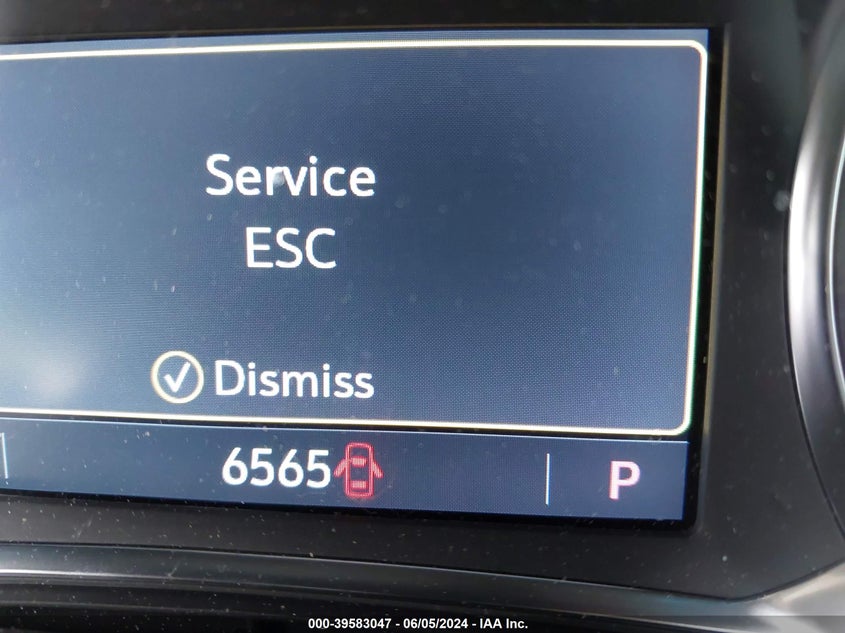 Service
ESC
Dismiss
6565 P
000-39583047 - 06/05/2024 - IAA Inc.